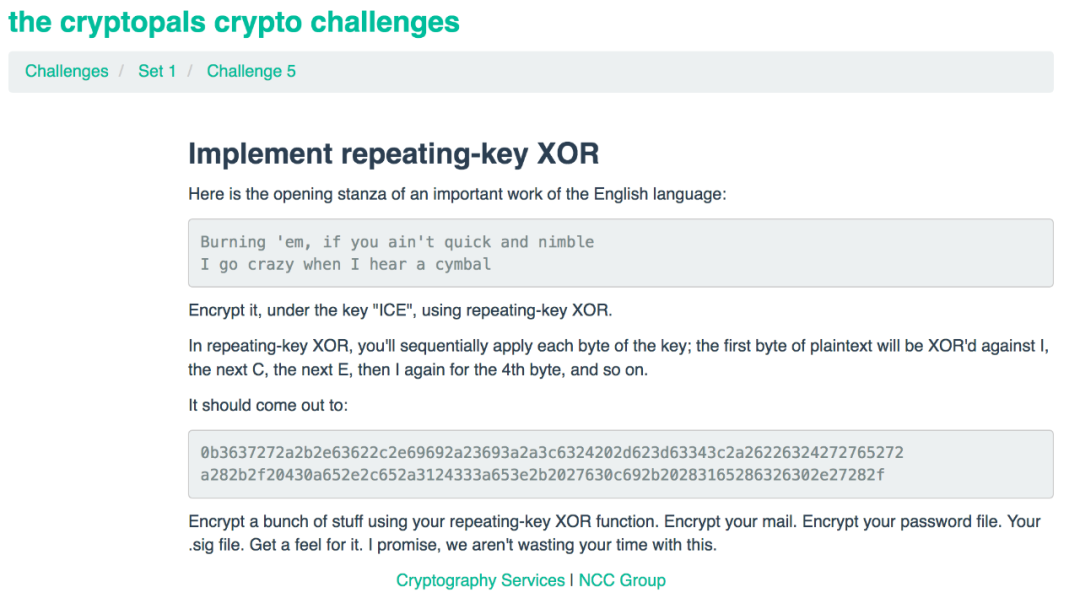 the cryptopals crypto challenges
Challenges / Set 1 / Challenge 5
Implement repeating-key XOR
Here is the opening stanza of an important work of the English language:
Burning 'em, if you ain't quick and nimble
I go crazy when I hear a cymbal
Encrypt it, under the key "ICE", using repeating-key XOR.
In repeating-key XOR, you'll sequentially apply each byte of the key; the first byte of plaintext will be XOR'd against I,
the next C, the next E, then I again for the 4th byte, and so on.
It should come out to:
0b3637272a2b2e63622c2e69692a23693a2a3c6324202d623d63343c2a26226324272765272
a282b2f20430a652e2c652a3124333a653e2b2027630c692b20283165286326302e27282f
Encrypt a bunch of stuff using your repeating-key XOR function. Encrypt your mail. Encrypt your password file. Your
.sig file. Get a feel for it. I promise, we aren't wasting your time with this.
Cryptography Services | NCC Group